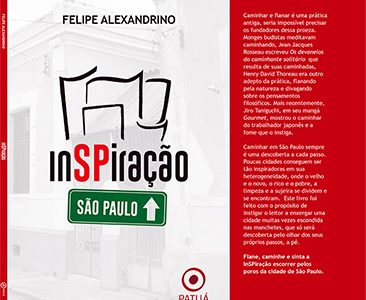 FELIPE ALEXANDRINO
FELIPE ALEXANDRINO
inSPiração
SÃO PAULO
PATUÁ
Caminhar e flanar é uma prática
antiga, seria impossível precisar
os fundadores dessa proeza.
Monges budistas meditavam
caminhando, Jean Jacques
Rosseau escreveu Os devaneios
do caminhante solitário que
resulta de suas caminhadas,
Henry David Thoreau era outro
adepto da prática, flanando
pela natureza e divagando
sobre os pensamentos
filosóficos. Mais recentemente,
Jiro Taniguchi, em seu mangá
Gourmet, mostrou o caminhar
do trabalhador japonês e a
fome que o instiga.
Caminhar em São Paulo sempre
é uma descoberta a cada passo.
Poucas cidades conseguem ser
tão inspiradoras em sua
heterogeneidade, onde o velho
e o novo, o rico e o pobre, a
limpeza e a sujeira se dividem e
se encontram. Este livro foi
feito com o propósito de
instigar o leitor a enxergar uma
cidade muitas vezes escondida
nas manchetes, que só será
descoberta pelo olhar dos seus
próprios passos, a pé.
Flane, caminhe e sinta a
InSPiração escorrer pelos
poros da cidade de São Paulo.